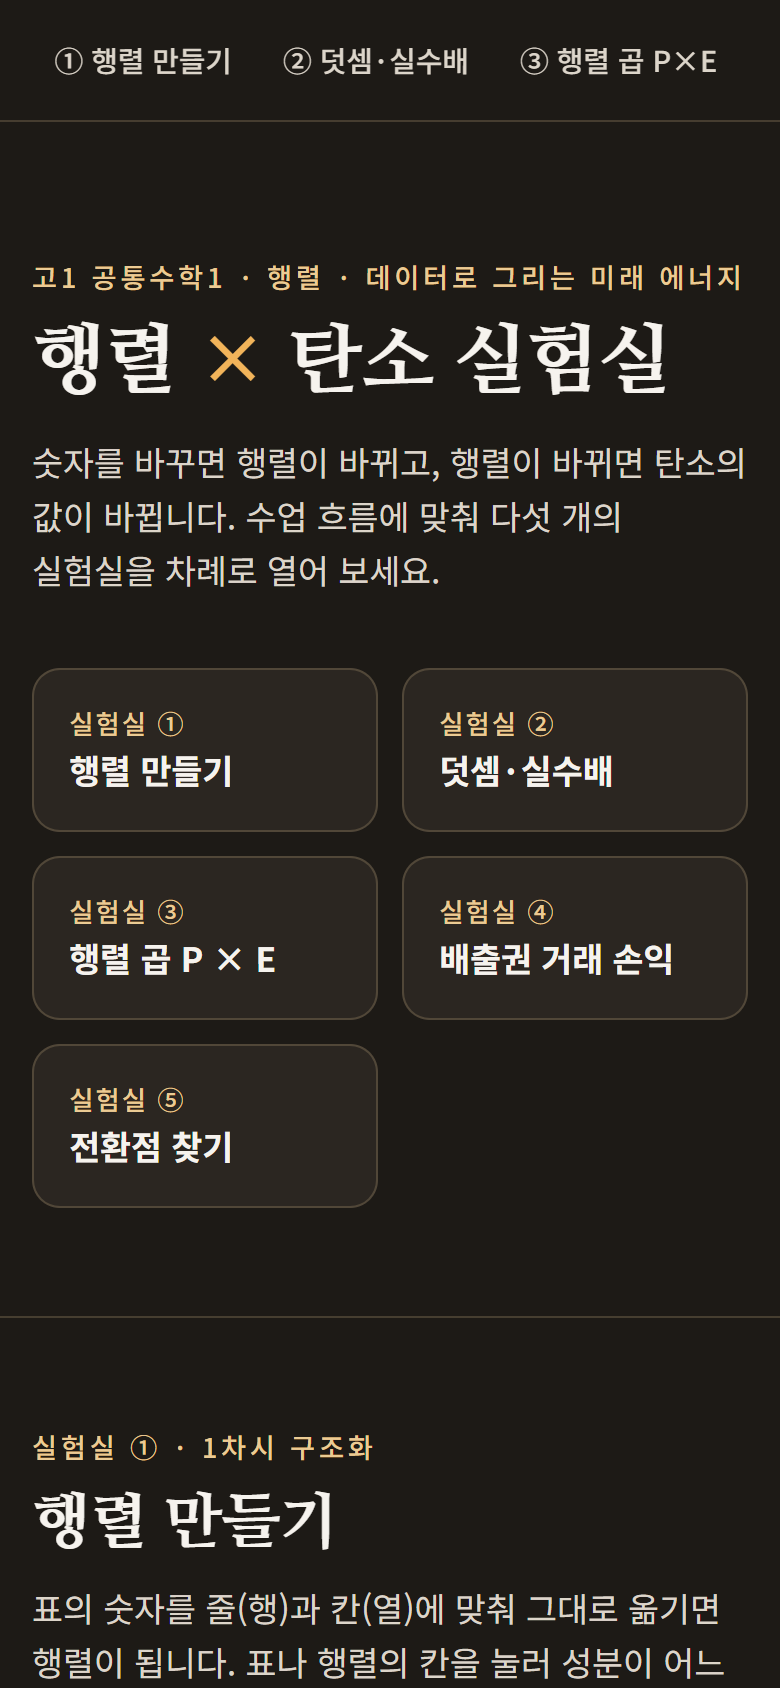 ① 행렬 만들기 ② 덧셈·실수배 ③ 행렬 곱 P×E
고1 공통수학1 · 행렬 · 데이터로 그리는 미래 에너지
행렬 × 탄소 실험실
숫자를 바꾸면 행렬이 바뀌고, 행렬이 바뀌면 탄소의
값이 바뀝니다. 수업 흐름에 맞춰 다섯 개의
실험실을 차례로 열어 보세요.
실험실 ①
행렬 만들기
실험실 ②
덧셈·실수배
실험실 ③
행렬 곱 P × E
실험실 ④
배출권 거래 손익
실험실 ⑤
전환점 찾기
실험실 ① · 1차시 구조화
행렬 만들기
표의 숫자를 줄(행)과 칸(열)에 맞춰 그대로 옮기면
행렬이 됩니다. 표나 행렬의 칸을 눌러 성분이 어느